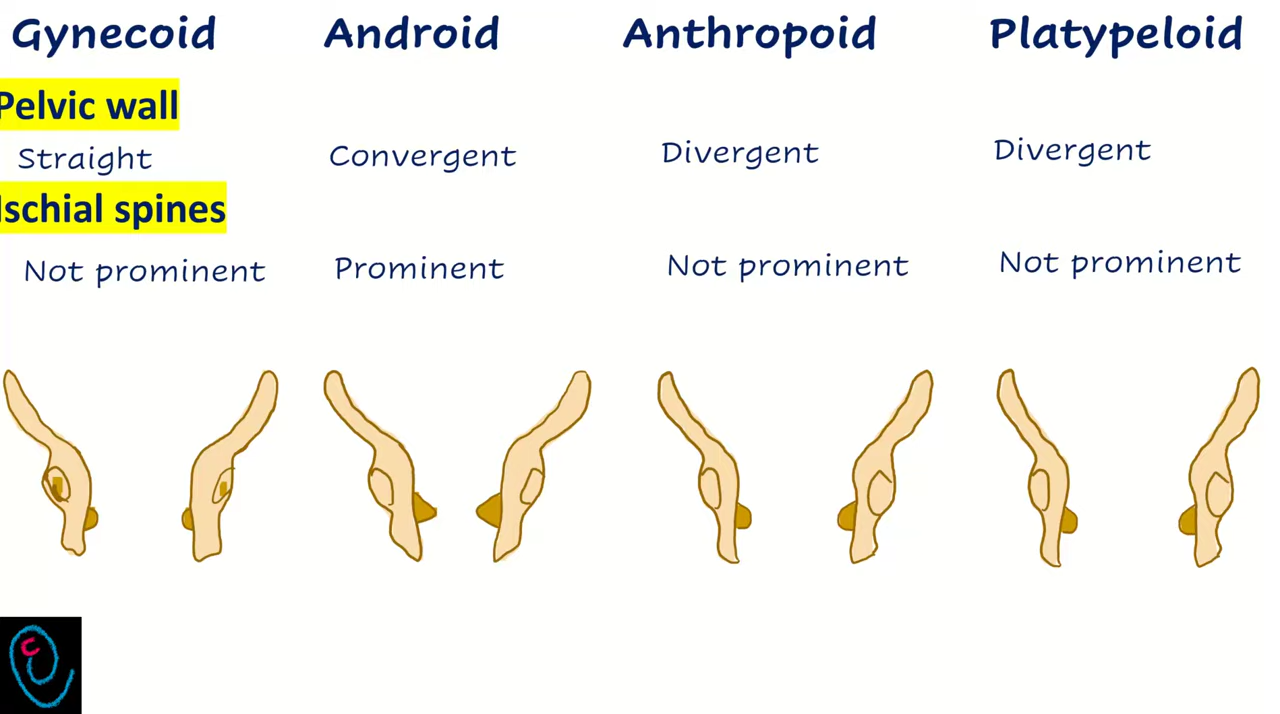 Gynecoid Android Anthropoid Platypeloid
Pelvic wall
Straight Convergent Divergent Divergent
Ischial spines
Not prominent Prominent Not prominent Not prominent